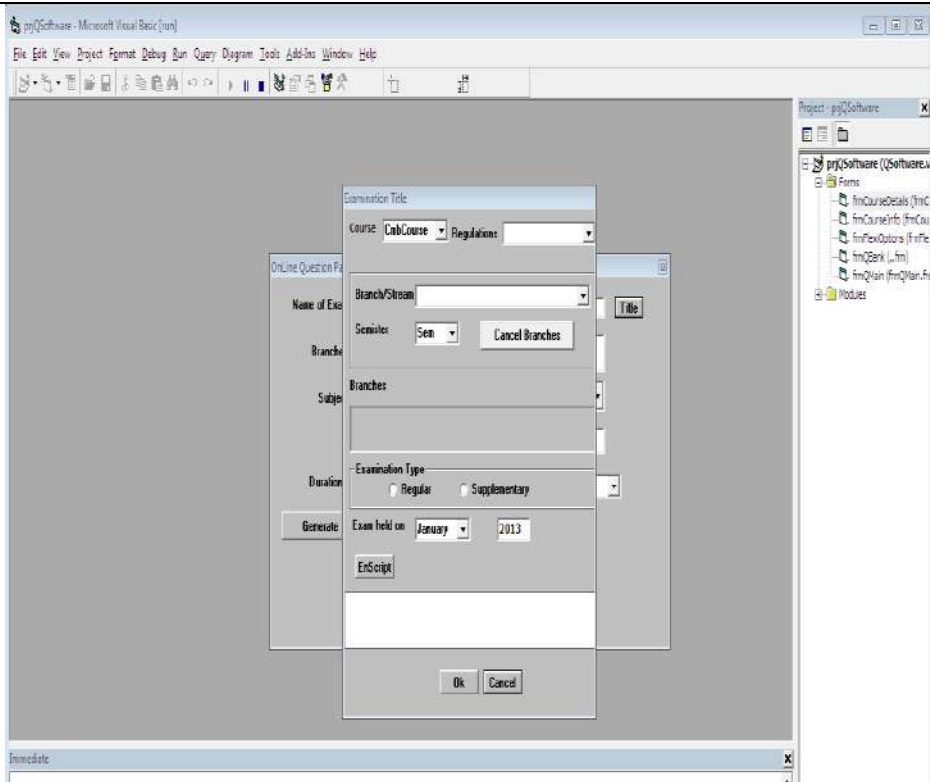 prjQSoftware - Microsoft Visual Basic [run]
File Edit View Project Format Debug Run Query Diagram Tools Add-Ins Window Help
Project - prjQSoftware
prjQSoftware (QSoftware.v
Forms
frmCourseDetails (frmC
frmCourseInfo (frmCou
frmFlexiOptions (frmFle
frmQBank (...frm)
frmQMain (frmQMain.fr
Modules
OnLine Question Pa
Name of Exa
Title
Branche
Subje
Duration
Generate
Examination Title
Course CmbCourse Regulations
Branch/Stream
Semister Sem Cancel Branches
Branches
Examination Type
Regular Supplementary
Exam held on January 2013
EnScript
Ok Cancel
Immediate